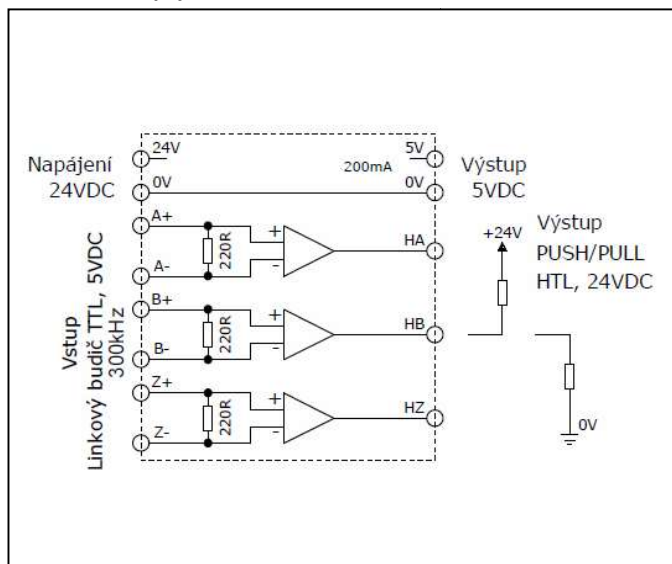 Napájení
24VDC
24V
0V
5V
200mA
0V
Výstup
5VDC
A+
A-
220R
+
-
HA
B+
B-
220R
+
-
HB
Z+
Z-
220R
+
-
HZ
Vstup
Linkový budič TTL, 5VDC
300kHz
+24V
Výstup
PUSH/PULL
HTL, 24VDC
0V